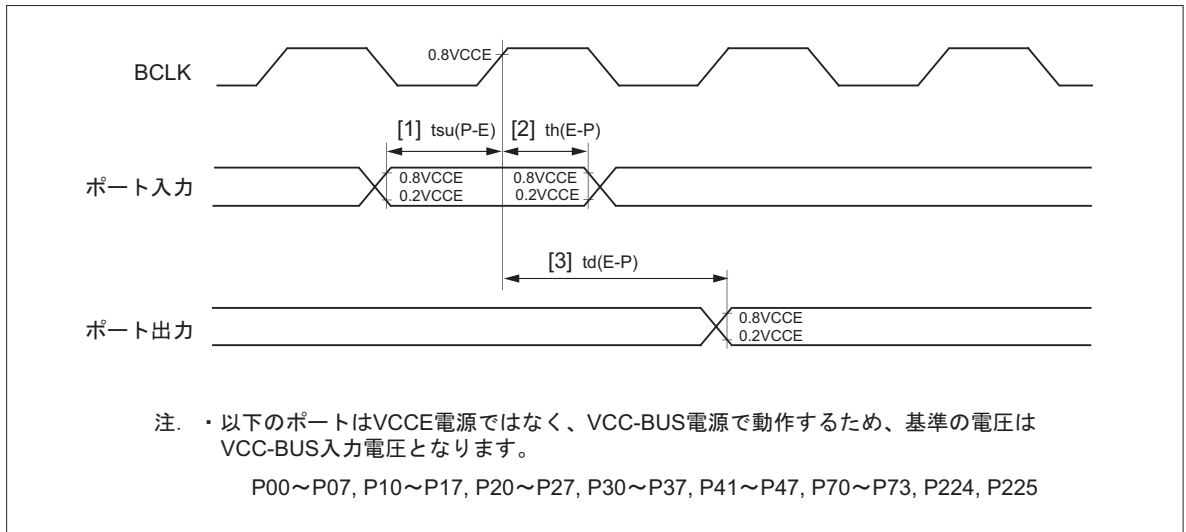 0.8VCCE
BCLK
[1] tsu(P-E) [2] th(E-P)
ポート入力
0.8VCCE 0.8VCCE
0.2VCCE 0.2VCCE
[3] td(E-P)
ポート出力
0.8VCCE
0.2VCCE
注. ・以下のポートはVCCE電源ではなく、VCC-BUS電源で動作するため、基準の電圧は
VCC-BUS入力電圧となります。
P00～P07, P10～P17, P20～P27, P30～P37, P41～P47, P70～P73, P224, P225